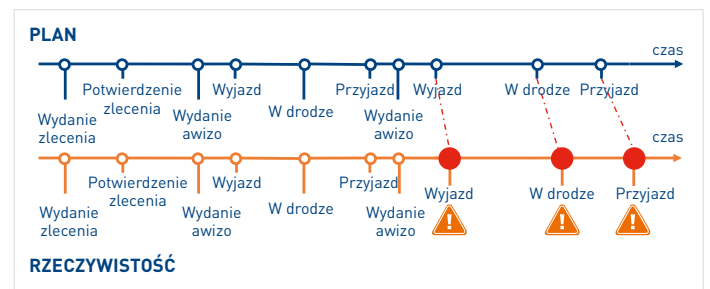 PLAN
czas
Potwierdzenie
zlecenia
Wyjazd
Przyjazd
Wyjazd
W drodze
Przyjazd
W drodze
Wydanie
zlecenia
Wydanie
awizo
Wydanie
awizo
czas
Potwierdzenie
zlecenia
Wyjazd
Przyjazd
Wyjazd
W drodze
Przyjazd
W drodze
Wydanie
zlecenia
Wydanie
awizo
Wydanie
awizo
!
!
!
RZECZYWISTOŚĆ